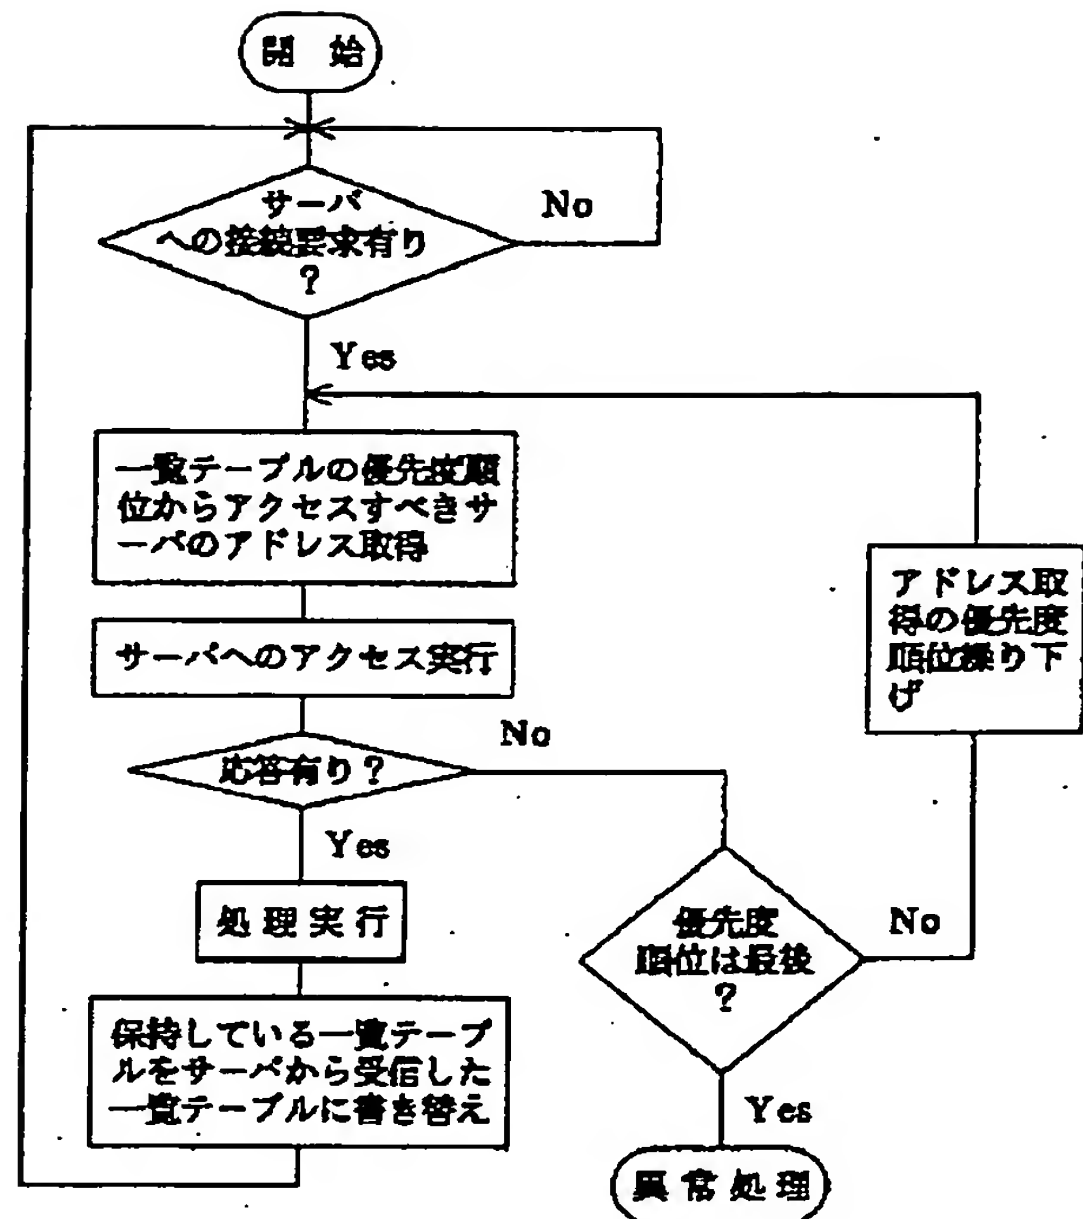 開 始
サーバ
への接続要求有り
?
No
Yes
一覧テーブルの優先度順
位からアクセスすべきサ
ーバのアドレス取得
アドレス取
得の優先度
順位繰り下
げ
サーバへのアクセス実行
No
応答有り?
Yes
処理実行
優先度
順位は最後
?
No
保持している一覧テーブ
ルをサーバから受信した
一覧テーブルに書き替え
Yes
異常処理